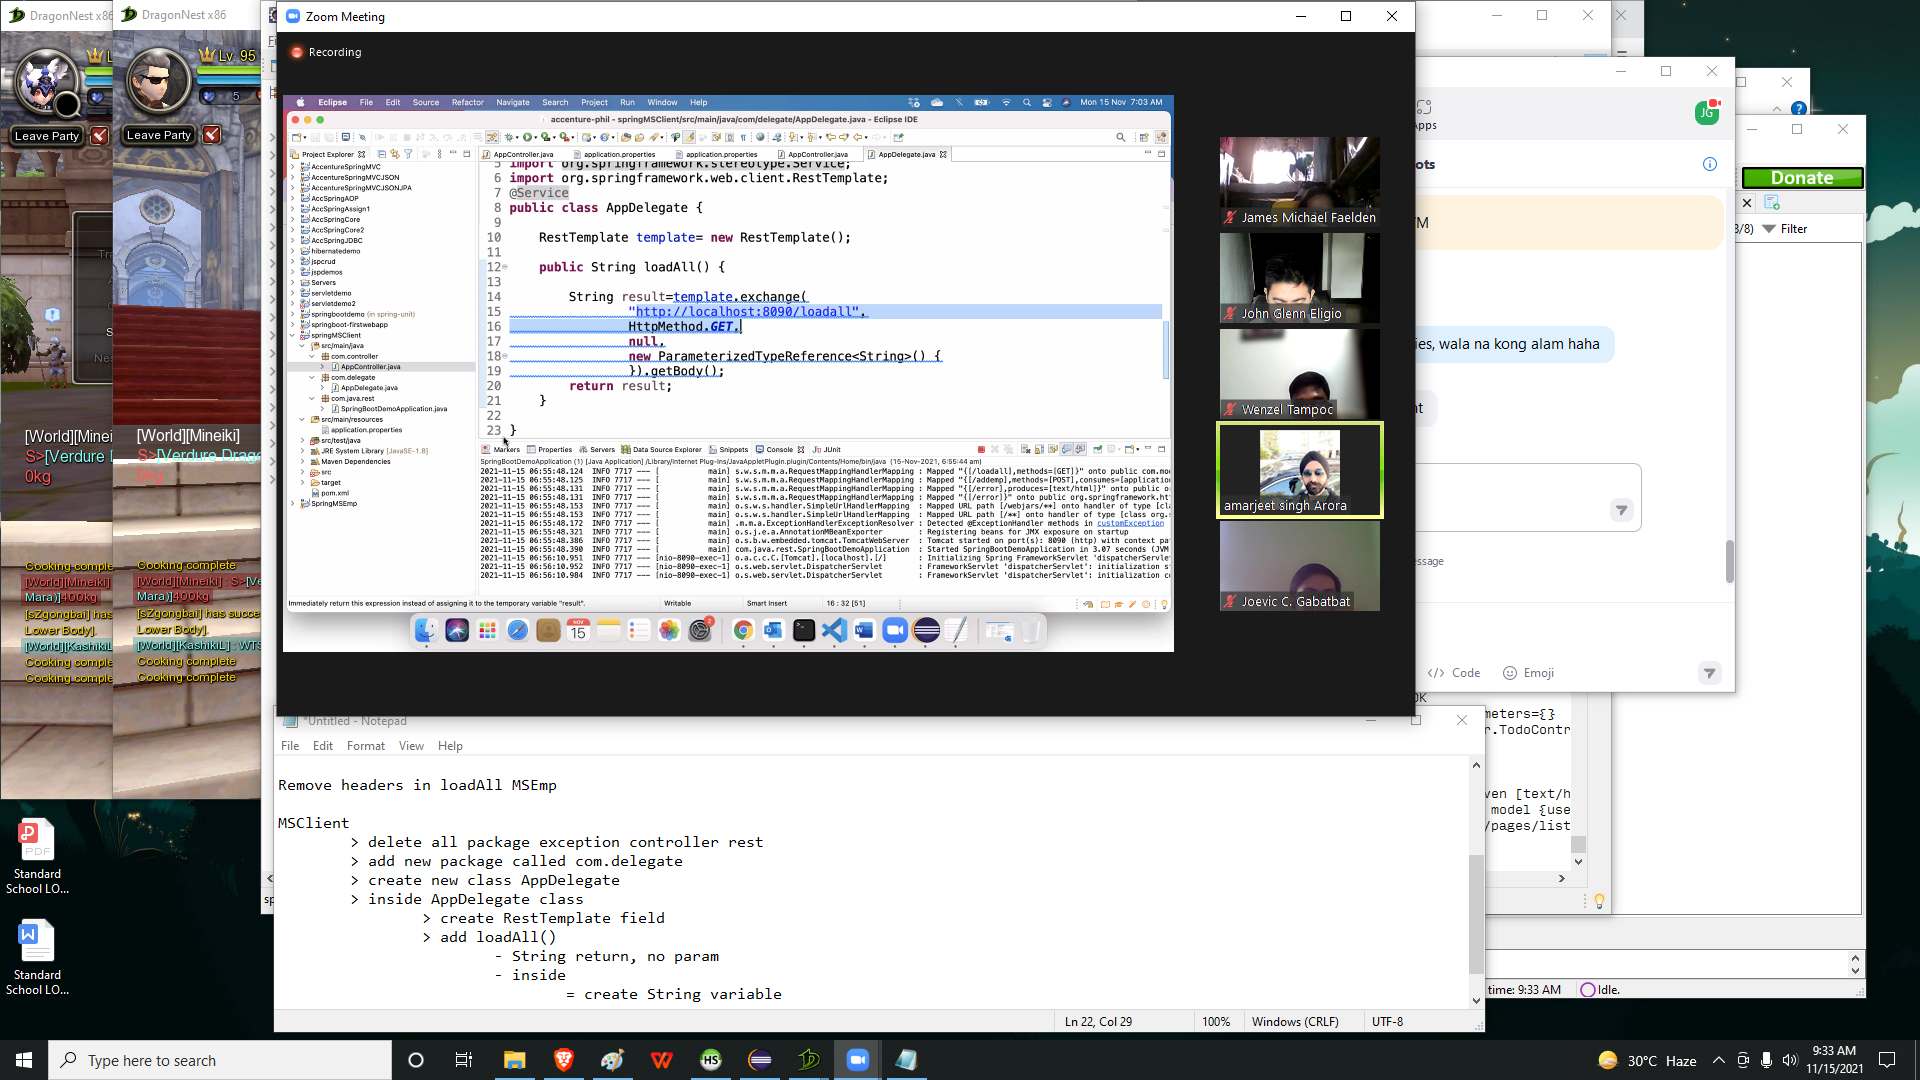 DragonNest x86
DragonNest x86
Lv. 95
5
Leave Party
Leave Party
[World][Minei
[World][Mineiki]
S>[Verdure D
S>[Verdure Drago
0kg
Cooking complete
Cooking complete
[World][Mineiki]
[World][Mineiki] : S>[Ve
Mara)]400kg
Mara)]400kg
[sZgongbai] has
[sZgongbai] has succe
Lower Body].
Lower Body].
[World][KashikiL]
[World][KashikiL] : WTS
Cooking comple
Cooking complete
Cooking comple
Cooking complete
Standard
School LO...
Standard
School LO...
Zoom Meeting
Recording
Eclipse File Edit Source Refactor Navigate Search Project Run Window Help
Mon 15 Nov 7:03 AM
accenture-phil - springMSClient/src/main/java/com/delegate/AppDelegate.java - Eclipse IDE
Project Explorer
AccentureSpringMVC
AccentureSpringMVCJSON
AccentureSpringMVCJSONJPA
AccSpringAOP
AccSpringAssign1
AccSpringCore
AccSpringCore2
AccSpringJDBC
hibernatedemo
jspcrud
jspdemos
Servers
servletdemo
servletdemo2
springbootdemo (in spring-unit)
springboot-firstwebapp
springMSClient
src/main/java
com.controller
AppController.java
com.delegate
AppDelegate.java
com.java.rest
SpringBootDemoApplication.java
src/main/resources
application.properties
src/test/java
JRE System Library [JavaSE-1.8]
Maven Dependencies
src
target
pom.xml
SpringMSEmp
AppController.java application.properties application.properties AppController.java AppDelegate.java
5 import org.springframework.stereotype.Service;
6 import org.springframework.web.client.RestTemplate;
7 @Service
8 public class AppDelegate {
9
10 RestTemplate template= new RestTemplate();
11
12 public String loadAll() {
13
14 String result=template.exchange(
15 "http://localhost:8090/loadall",
16 HttpMethod.GET,
17 null,
18 new ParameterizedTypeReference<String>() {
19 }).getBody();
20 return result;
21 }
22
23 }
Markers Properties Servers Data Source Explorer Snippets Console JUnit
SpringBootDemoApplication (1) [Java Application] /Library/Internet Plug-Ins/JavaAppletPlugin.plugin/Contents/Home/bin/java (15-Nov-2021, 6:55:44 am)
2021-11-15 06:55:48.124 INFO 7717 --- [ main] s.w.s.m.m.a.RequestMappingHandlerMapping : Mapped "{[/loadall],methods=[GET]}" onto public com.mod
2021-11-15 06:55:48.125 INFO 7717 --- [ main] s.w.s.m.m.a.RequestMappingHandlerMapping : Mapped "{[/addemp],methods=[POST],consumes=[application
2021-11-15 06:55:48.131 INFO 7717 --- [ main] s.w.s.m.m.a.RequestMappingHandlerMapping : Mapped "{[/error],produces=[text/html]}" onto public or
2021-11-15 06:55:48.131 INFO 7717 --- [ main] s.w.s.m.m.a.RequestMappingHandlerMapping : Mapped "{[/error]}" onto public org.springframework.ht
2021-11-15 06:55:48.153 INFO 7717 --- [ main] o.s.w.s.handler.SimpleUrlHandlerMapping : Mapped URL path [/webjars/**] onto handler of type [cla
2021-11-15 06:55:48.153 INFO 7717 --- [ main] o.s.w.s.handler.SimpleUrlHandlerMapping : Mapped URL path [/**] onto handler of type [class org.s
2021-11-15 06:55:48.172 INFO 7717 --- [ main] .m.m.a.ExceptionHandlerExceptionResolver : Detected @ExceptionHandler methods in customException
2021-11-15 06:55:48.321 INFO 7717 --- [ main] o.s.j.e.a.AnnotationMBeanExporter : Registering beans for JMX exposure on startup
2021-11-15 06:55:48.386 INFO 7717 --- [ main] o.s.b.w.embedded.tomcat.TomcatWebServer : Tomcat started on port(s): 8090 (http) with context pat
2021-11-15 06:55:48.390 INFO 7717 --- [ main] com.java.rest.SpringBootDemoApplication : Started SpringBootDemoApplication in 3.07 seconds (JVM
2021-11-15 06:56:10.951 INFO 7717 --- [nio-8090-exec-1] o.a.c.c.C.[Tomcat].[localhost].[/] : Initializing Spring FrameworkServlet 'dispatcherServlet
2021-11-15 06:56:10.952 INFO 7717 --- [nio-8090-exec-1] o.s.web.servlet.DispatcherServlet : FrameworkServlet 'dispatcherServlet': initialization st
2021-11-15 06:56:10.984 INFO 7717 --- [nio-8090-exec-1] o.s.web.servlet.DispatcherServlet : FrameworkServlet 'dispatcherServlet': initialization co
Immediately return this expression instead of assigning it to the temporary variable "result".
Writable
Smart Insert
16 : 32 [51]
NOV
15
2
James Michael Faelden
John Glenn Eligio
Wenzel Tampoc
amarjeet singh Arora
Joevic C. Gabatbat
Apps
JG
ots
M
ies, wala na kong alam haha
nt
essage
Code
Emoji
Donate
3/8)
Filter
OK
meters={}
r.TodoContr
ven [text/h
model {use
/pages/list
time: 9:33 AM
Idle.
sp
*Untitled - Notepad
File Edit Format View Help
Remove headers in loadAll MSEmp
MSClient
> delete all package exception controller rest
> add new package called com.delegate
> create new class AppDelegate
> inside AppDelegate class
> create RestTemplate field
> add loadAll()
- String return, no param
- inside
= create String variable
Ln 22, Col 29
100%
Windows (CRLF)
UTF-8
Type here to search
30°C Haze
9:33 AM
11/15/2021